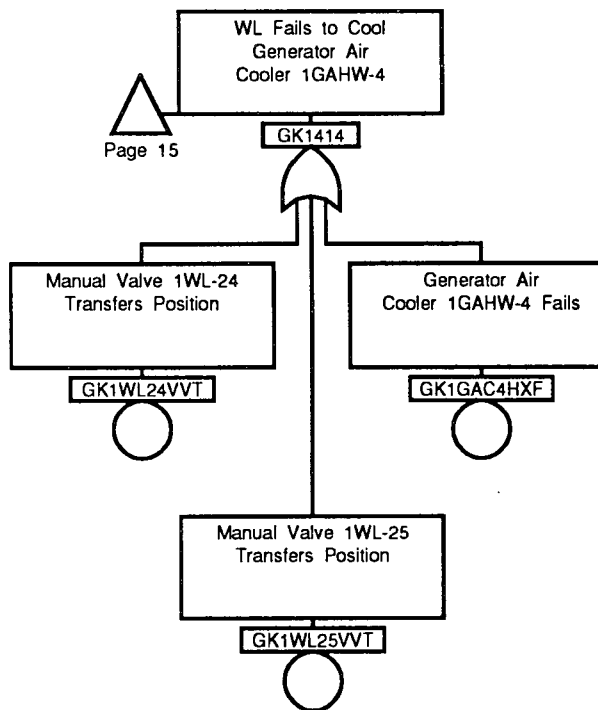 WL Fails to Cool
Generator Air
Cooler 1GAHW-4
Page 15
GK1414
Manual Valve 1WL-24
Transfers Position
GK1WL24VVT
Generator Air
Cooler 1GAHW-4 Fails
GK1GAC4HXF
Manual Valve 1WL-25
Transfers Position
GK1WL25VVT